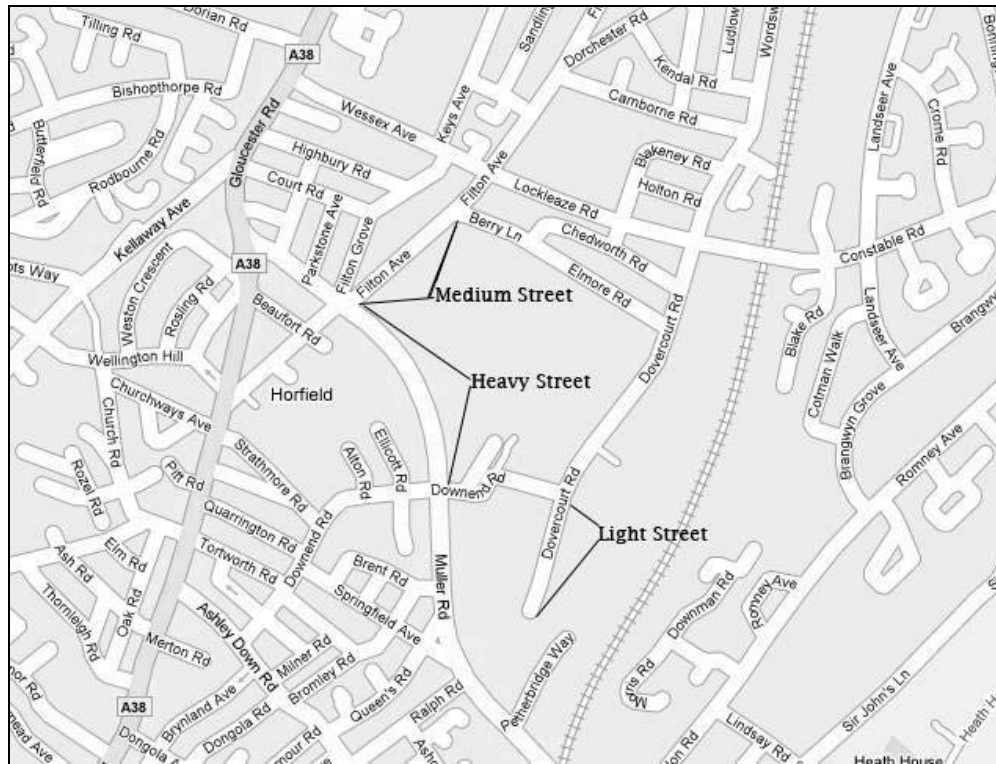 Tilling Rd
Dorian Rd
A38
Bishopthorpe Rd
Butterfield Rd
Rodbourne Rd
Gloucester Rd
Wessex Ave
Highbury Rd
Court Rd
Keys Ave
Dorchester Rd
Kendal Rd
Camborne Rd
Landseer Ave
Crome Rd
Kellaway Ave
Parkstone Ave
Filton Grove
Filton Ave
Filton Ave
Lockleaze Rd
Blakeney Rd
Holton Rd
Berry Ln
Chedworth Rd
Elmore Rd
Constable Rd
Weston Crescent
Rosling Rd
A38
Beaufort Rd
Medium Street
Dovercourt Rd
Blake Rd
Landseer Ave
Cotman Walk
Wellington Hill
Churchways Ave
Church Rd
Horfield
Heavy Street
Brangwyn Grove
Romney Ave
Rozel Rd
Pitt Rd
Strathmore Rd
Alton Rd
Ellicott Rd
Downend Rd
Quarrington Rd
Downend Rd
Dovercourt Rd
Light Street
Ash Rd
Elm Rd
Tortworth Rd
Brent Rd
Springfield Ave
Muller Rd
Thornleigh Rd
Oak Rd
Merton Rd
Ashley Down Rd
Milner Rd
Bromley Rd
Queen's Rd
Ralph Rd
Petherbridge Way
Downman Rd
Romney Ave
Morris Rd
Sir John's Ln
Lindsay Rd
A38
Brynland Ave
Dongola Rd
Heath House